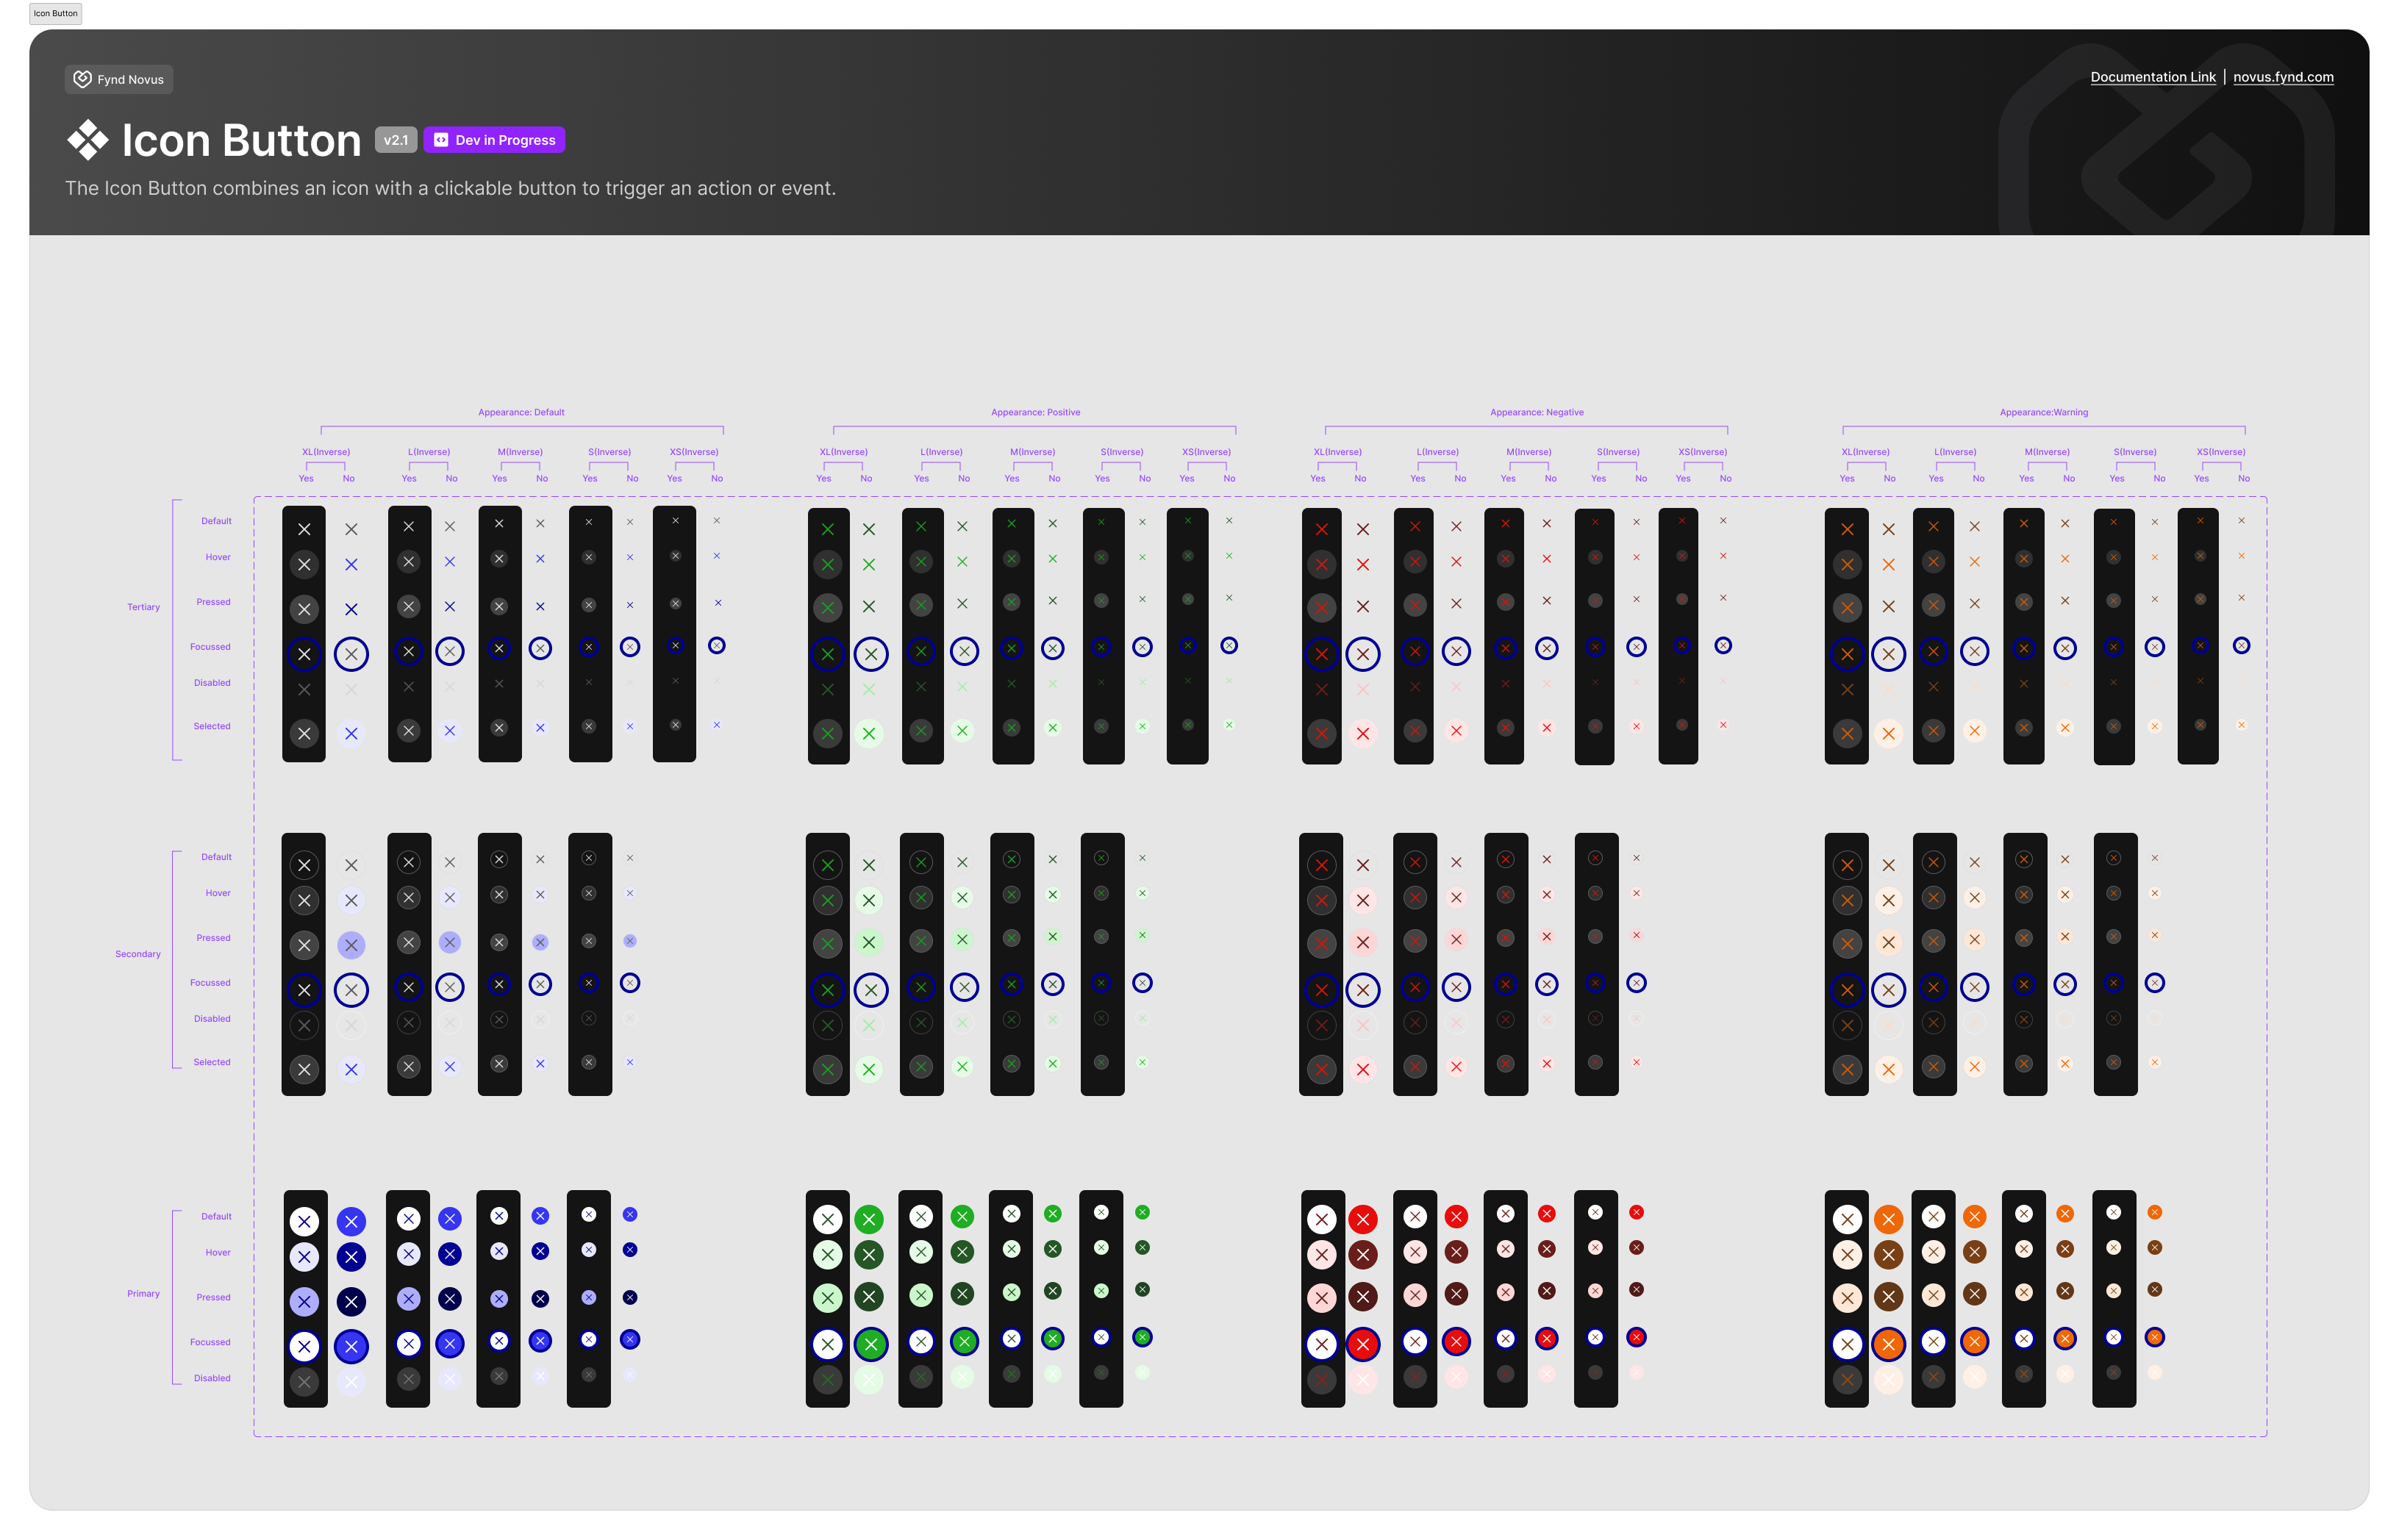 Icon Button
Fynd Novus
Documentation Link | novus.fynd.com
Icon Button v2.1 Dev in Progress
The Icon Button combines an icon with a clickable button to trigger an action or event.
Appearance: Default Appearance: Positive Appearance: Negative Appearance:Warning
XL(Inverse) L(Inverse) M(Inverse) S(Inverse) XS(Inverse) XL(Inverse) L(Inverse) M(Inverse) S(Inverse) XS(Inverse) XL(Inverse) L(Inverse) M(Inverse) S(Inverse) XS(Inverse) XL(Inverse) L(Inverse) M(Inverse) S(Inverse) XS(Inverse)
Yes No Yes No Yes No Yes No Yes No Yes No Yes No Yes No Yes No Yes No Yes No Yes No Yes No Yes No Yes No Yes No Yes No Yes No Yes No Yes No
Default
Hover
Pressed
Tertiary
Focussed
Disabled
Selected
Default
Hover
Pressed
Secondary
Focussed
Disabled
Selected
Default
Hover
Primary
Pressed
Focussed
Disabled